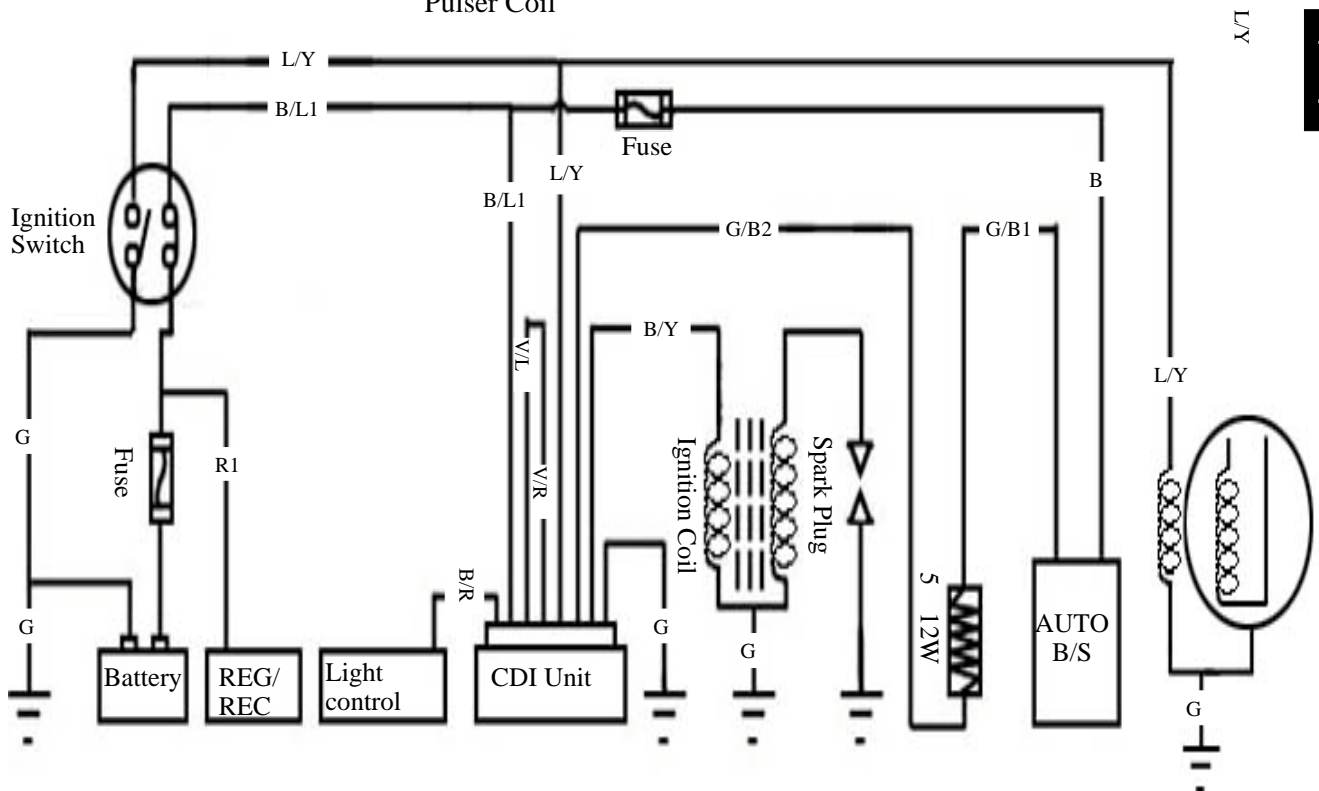 Pulser Coil
L/Y
L/Y
B/L1
Fuse
L/Y
B
B/L1
Ignition
Switch
G/B2
G/B1
B/Y
V/L
L/Y
G
Fuse
R1
V/R
Ignition Coil
Spark Plug
B/R
5 12W
G
G
G
AUTO
B/S
Battery
REG/
REC
Light
control
CDI Unit
G